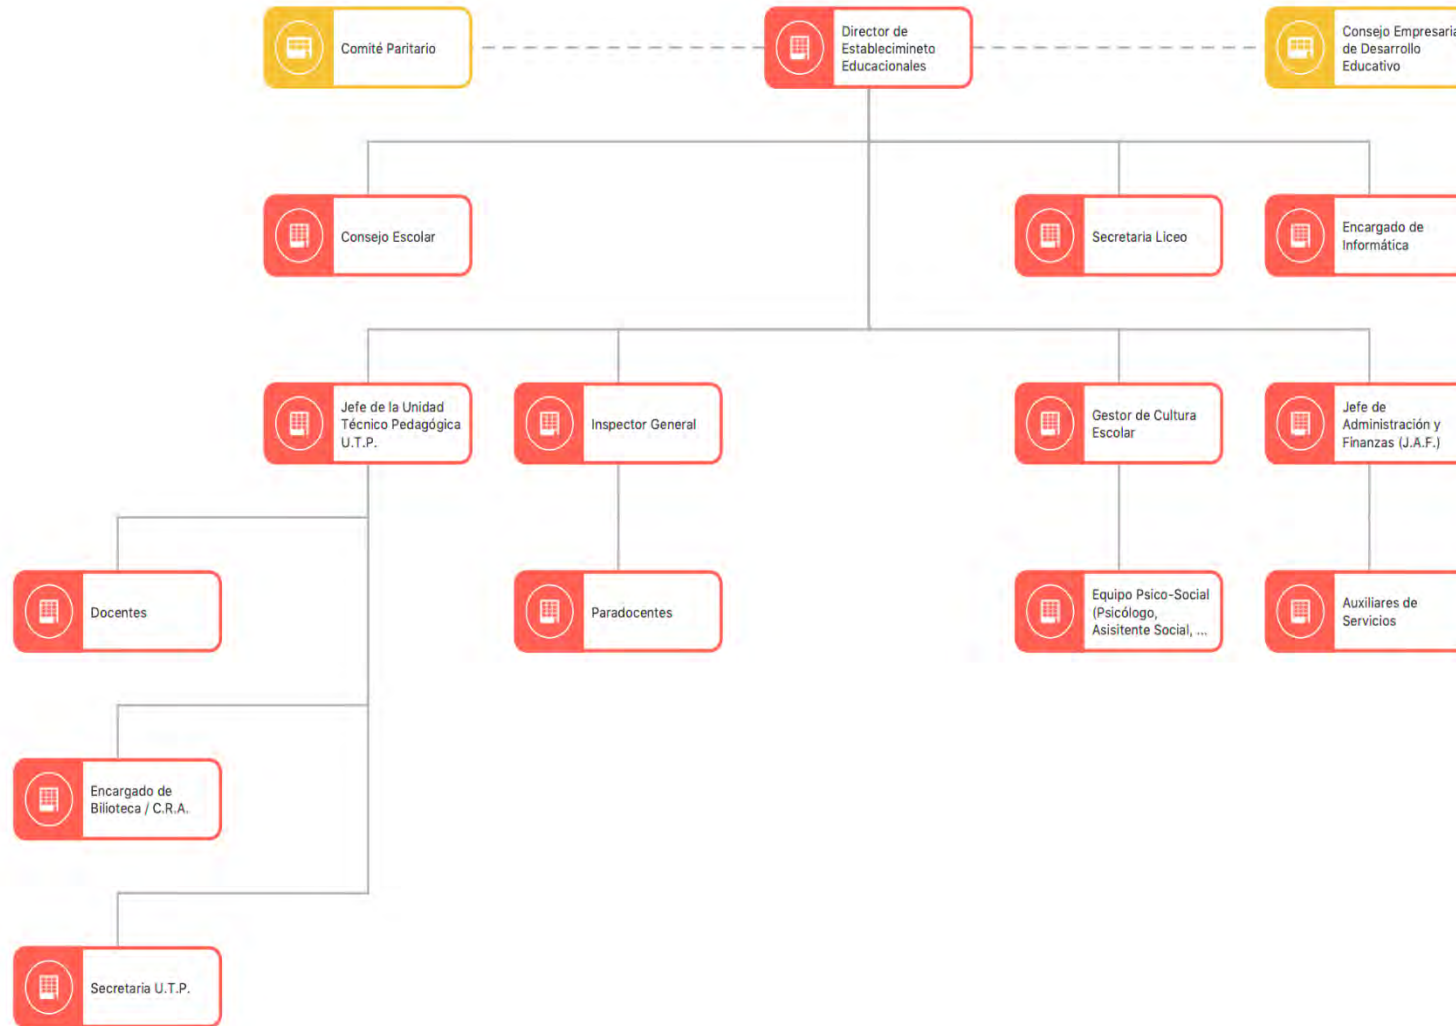 Comité Paritario
Director de
Establecimineto
Educacionales
Consejo Empresaria
de Desarrollo
Educativo
Consejo Escolar
Secretaria Liceo
Encargado de
Informática
Jefe de la Unidad
Técnico Pedagógica
U.T.P.
Inspector General
Gestor de Cultura
Escolar
Jefe de
Administración y
Finanzas (J.A.F.)
Docentes
Paradocentes
Equipo Psico-Social
(Psicólogo,
Asisitente Social, ...
Auxiliares de
Servicios
Encargado de
Bilioteca / C.R.A.
Secretaria U.T.P.